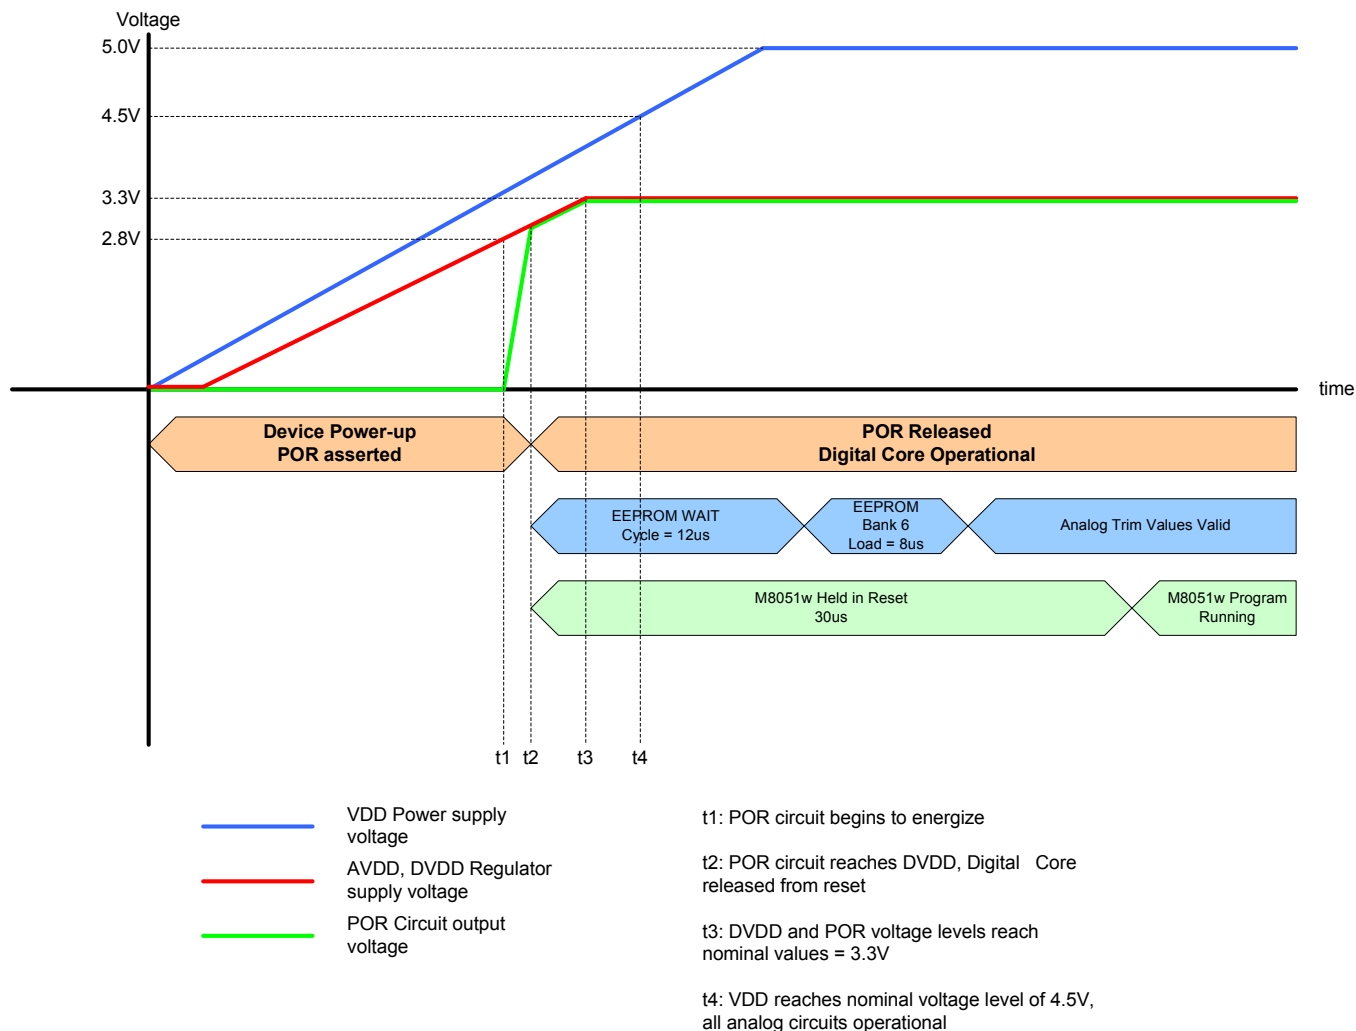 Voltage
5.0V
4.5V
3.3V
2.8V
time
Device Power-up
POR asserted
POR Released
Digital Core Operational
EEPROM WAIT
Cycle = 12us
EEPROM
Bank 6
Load = 8us
Analog Trim Values Valid
M8051w Held in Reset
30us
M8051w Program
Running
t1
t2
t3
t4
VDD Power supply
voltage
AVDD, DVDD Regulator
supply voltage
POR Circuit output
voltage
t1: POR circuit begins to energize
t2: POR circuit reaches DVDD, Digital Core
released from reset
t3: DVDD and POR voltage levels reach
nominal values = 3.3V
t4: VDD reaches nominal voltage level of 4.5V,
all analog circuits operational